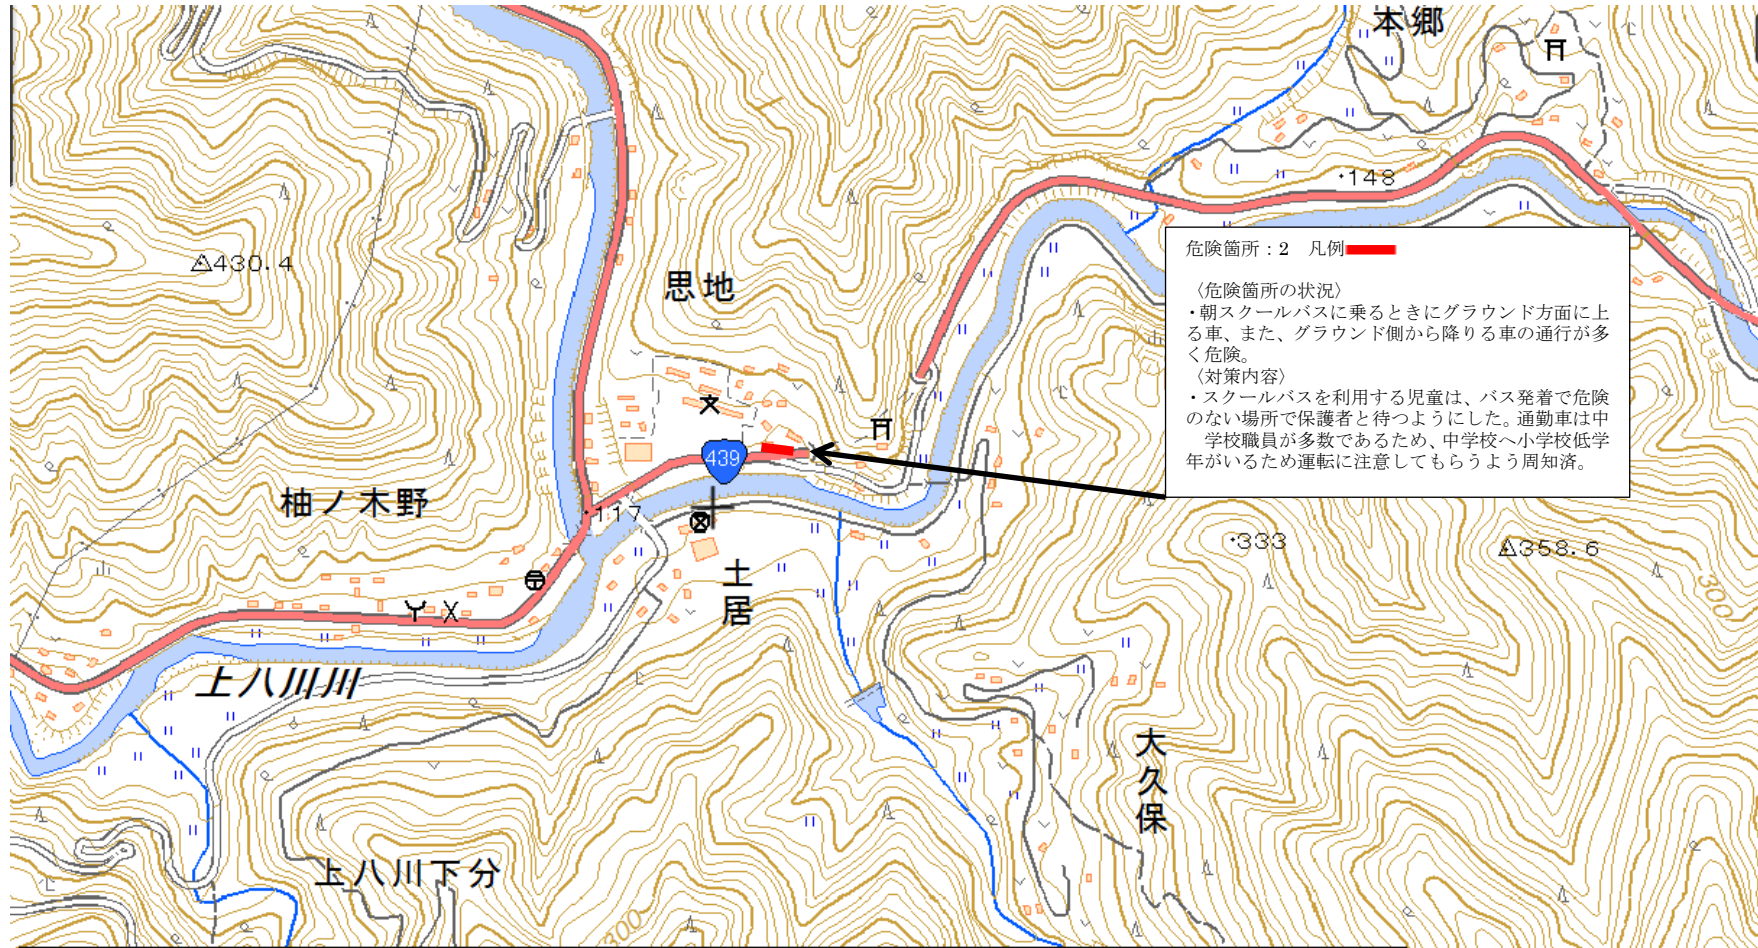 本郷
・148
危険箇所：2　凡例
〈危険箇所の状況〉
・朝スクールバスに乗るときにグラウンド方面に上
る車、また、グラウンド側から降りる車の通行が多
く危険。
〈対策内容〉
・スクールバスを利用する児童は、バス発着で危険
のない場所で保護者と待つようにした。通勤車は中
学校職員が多数であるため、中学校へ小学校低学
年がいるため運転に注意してもらうよう周知済。
430.4
思地
439
柚ノ木野
・117
・333
358.6
300
土居
上八川川
大久保
上八川下分
300